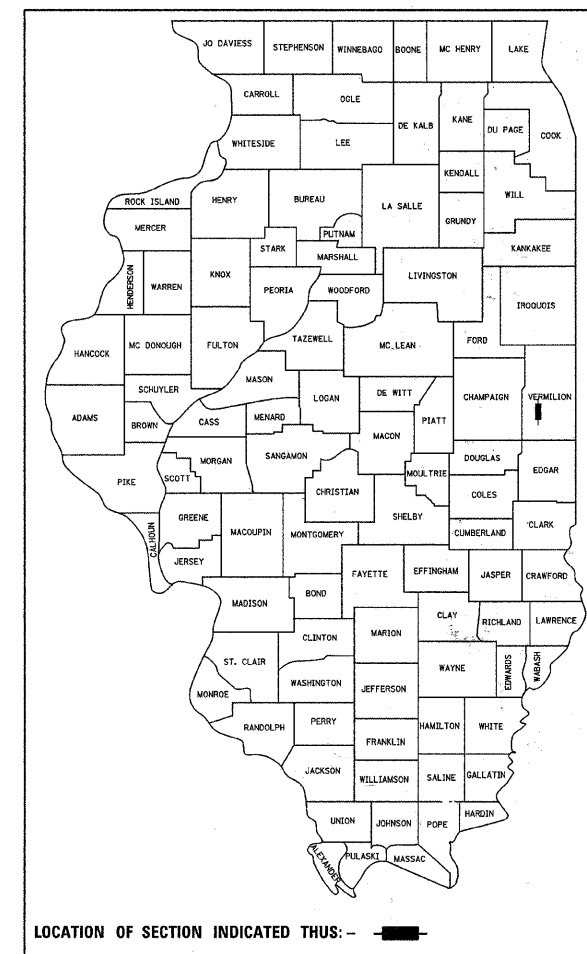 JO DAVIESS STEPHENSON WINNEBAGO BOONE MC HENRY LAKE
CARROLL OGLE DE KALB KANE DU PAGE COOK
WHITESIDE LEE
KENDALL WILL
ROCK ISLAND HENRY BUREAU LA SALLE GRUNDY
MERCER PUTNAM
STARK MARSHALL KANKAKEE
HENDERSON WARREN KNOX PEORIA WOODFORD LIVINGSTON IROQUOIS
HANCOCK MC DONOUGH FULTON TAZEWELL MC LEAN FORD
MASON
SCHUYLER LOGAN DE WITT CHAMPAIGN VERMILION
ADAMS BROWN CASS MENARD MACON PIATT
PIKE SCOTT MORGAN SANGAMON MOULTRIE DOUGLAS EDGAR
CHRISTIAN COLES
CALHOUN GREENE MACOUPIN MONTGOMERY SHELBY CUMBERLAND CLARK
JERSEY FAYETTE EFFINGHAM JASPER CRAWFORD
MADISON BOND
CLAY RICHLAND LAWRENCE
CLINTON MARION
ST. CLAIR WAYNE EDWARDS WABASH
WASHINGTON JEFFERSON
MONROE
RANDOLPH PERRY HAMILTON WHITE
FRANKLIN
JACKSON WILLIAMSON SALINE GALLATIN
UNION JOHNSON POPE HARDIN
ALEXANDER PULASKI MASSAC
LOCATION OF SECTION INDICATED THUS: –